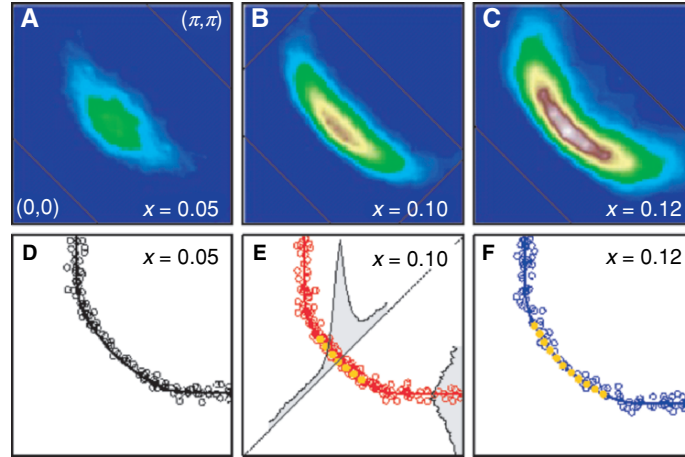 A
(π,π)
(0,0)
x = 0.05
B
x = 0.10
C
x = 0.12
D
x = 0.05
E
x = 0.10
F
x = 0.12